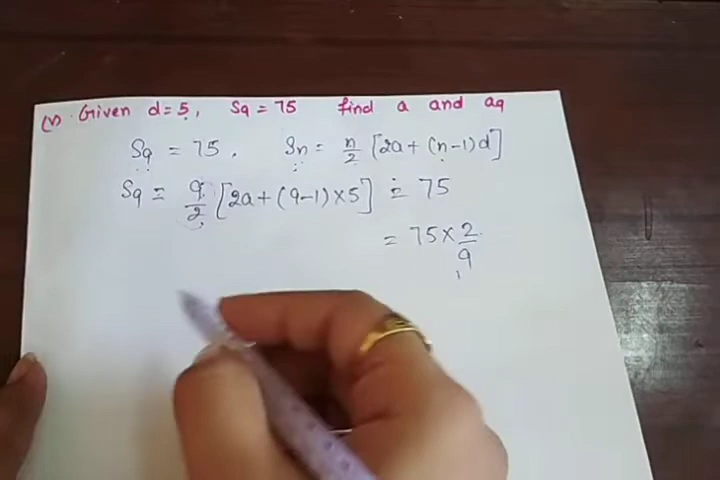 (v) Given d=5, S9 = 75 find a and a9
S9 = 75. Sn = n/2 [2a + (n-1)d]
S9 = 9/2 [2a + (9-1)×5] = 75
= 75 × 2/9